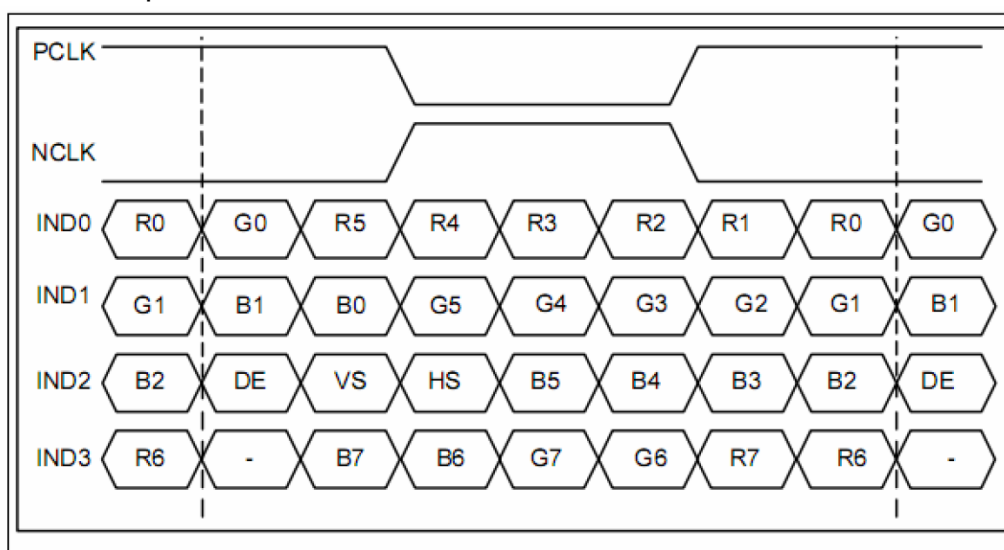 PCLK
NCLK
IND0 R0 G0 R5 R4 R3 R2 R1 R0 G0
IND1 G1 B1 B0 G5 G4 G3 G2 G1 B1
IND2 B2 DE VS HS B5 B4 B3 B2 DE
IND3 R6 - B7 B6 G7 G6 R7 R6 -